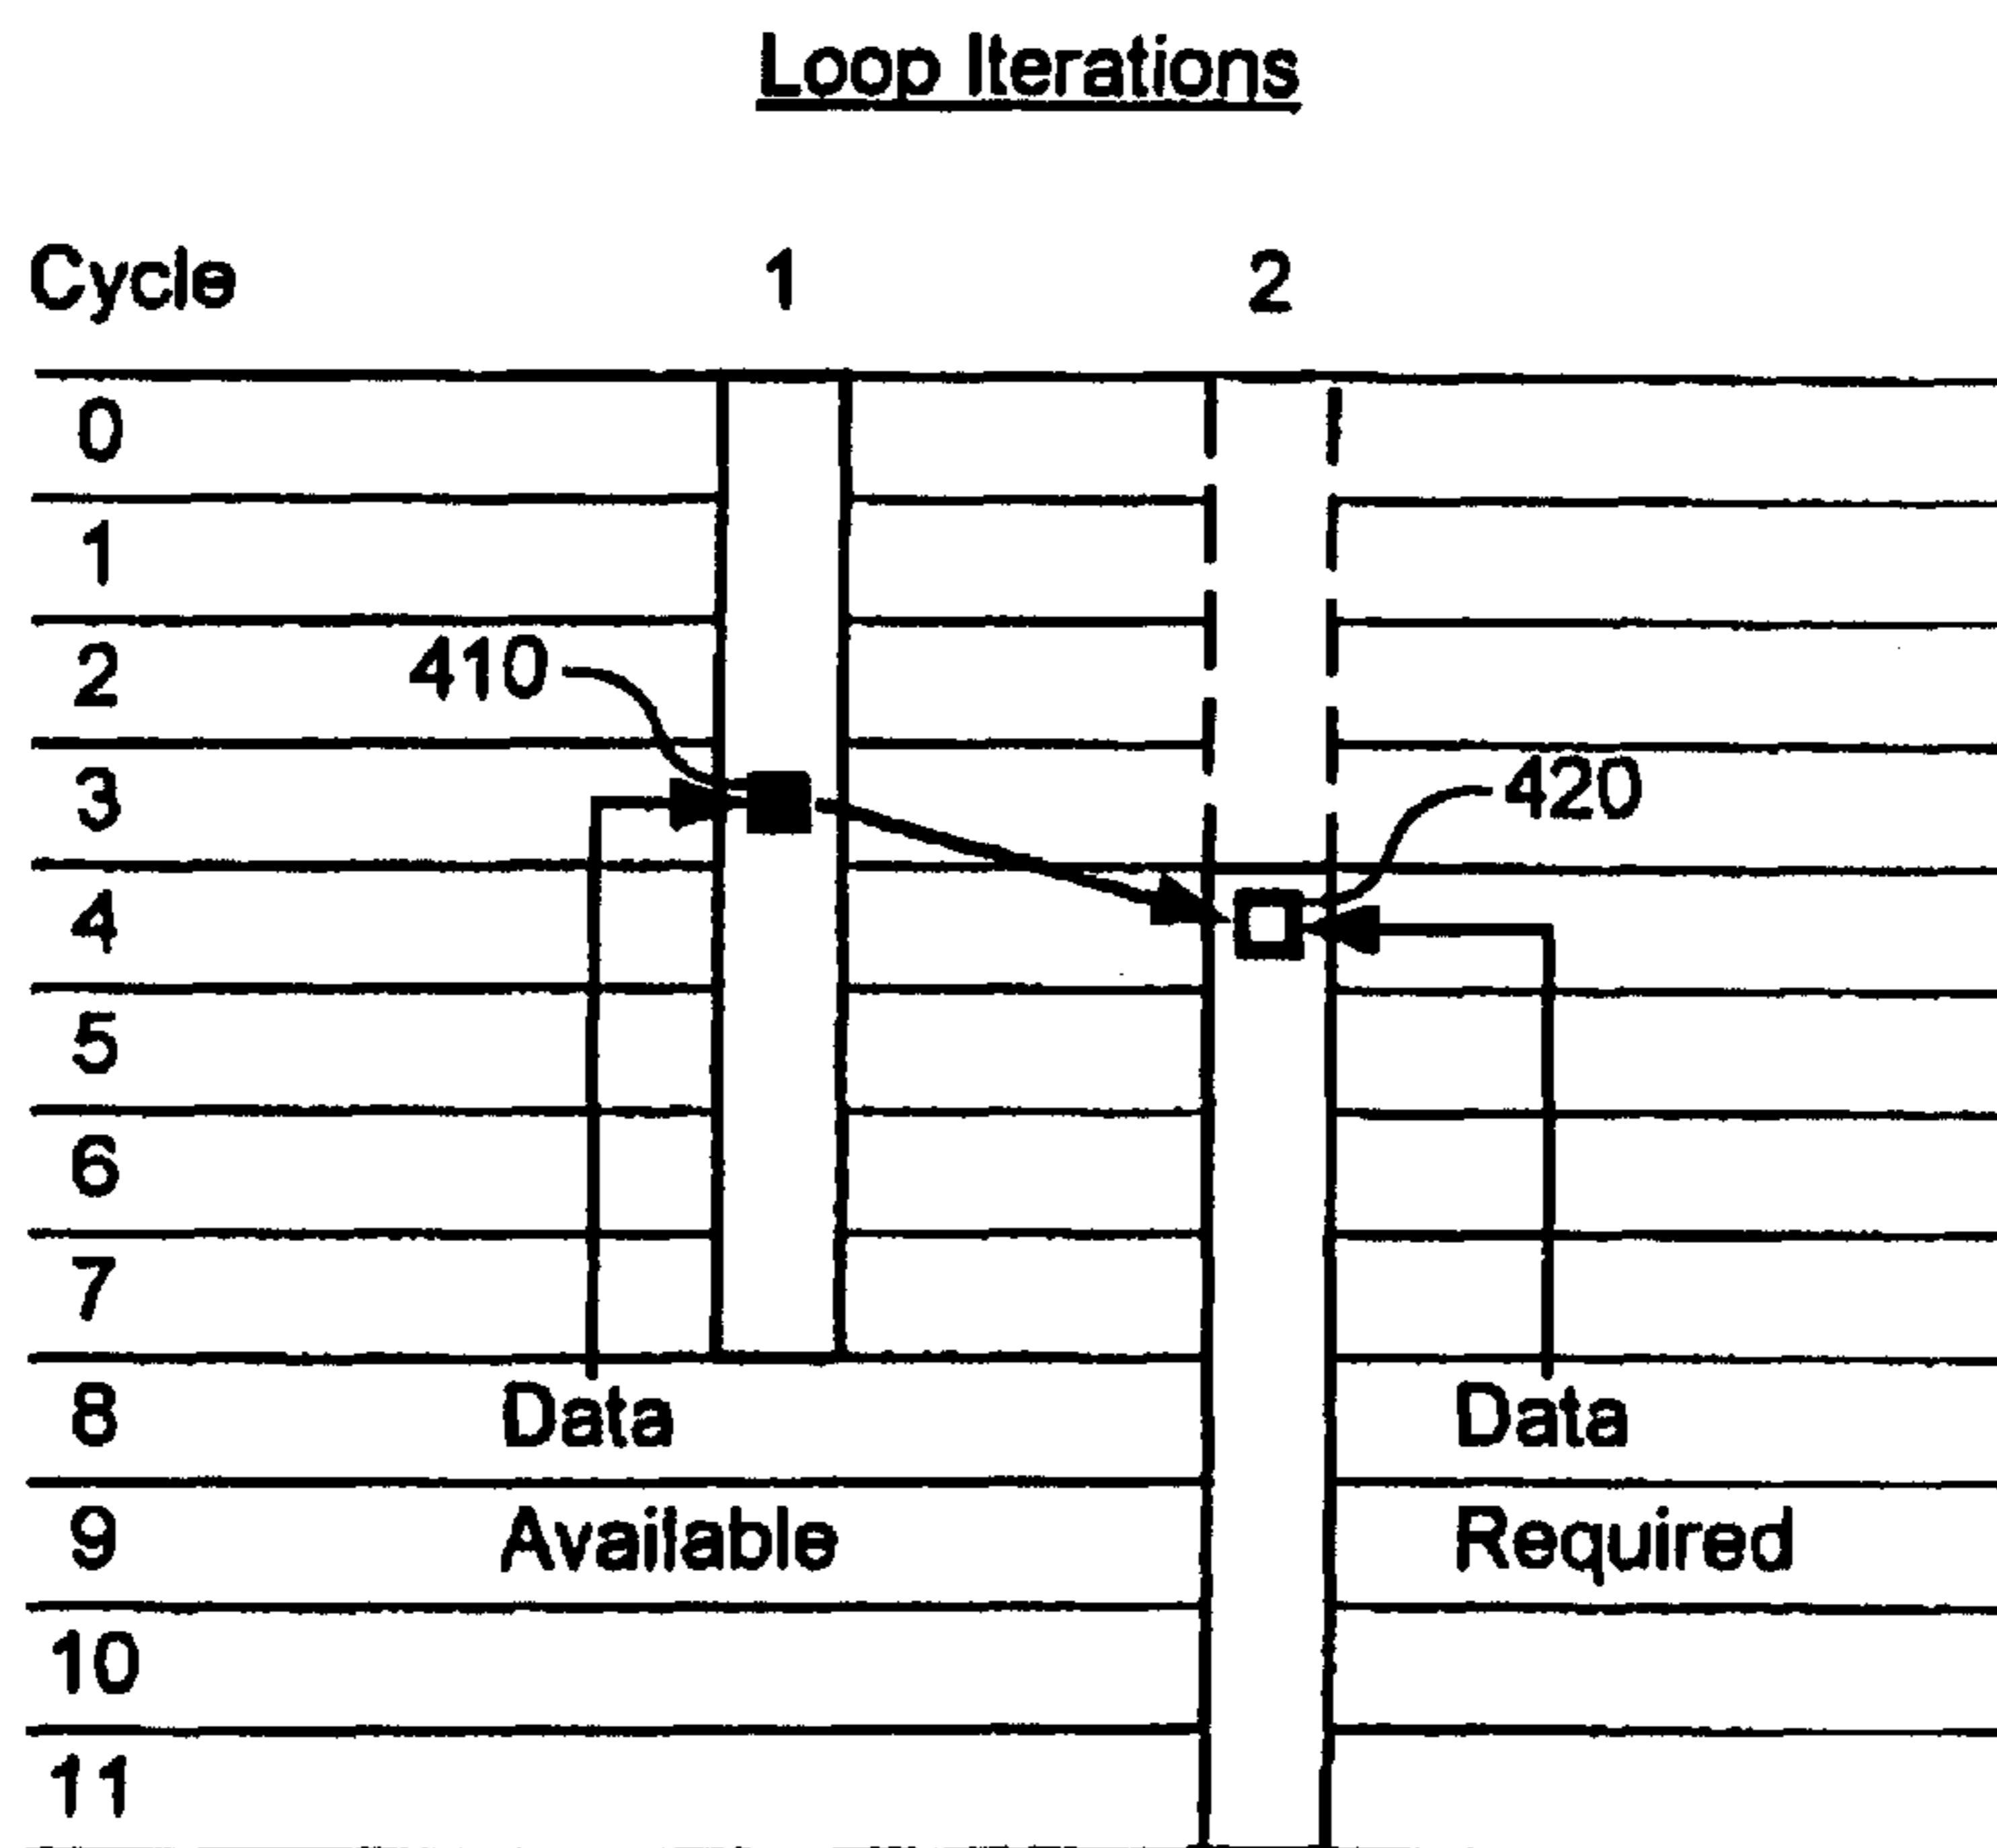 Loop Iterations
Cycle 1 2
0
1
2 410
3 420
4
5
6
7
8 Data Data
9 Available Required
10
11